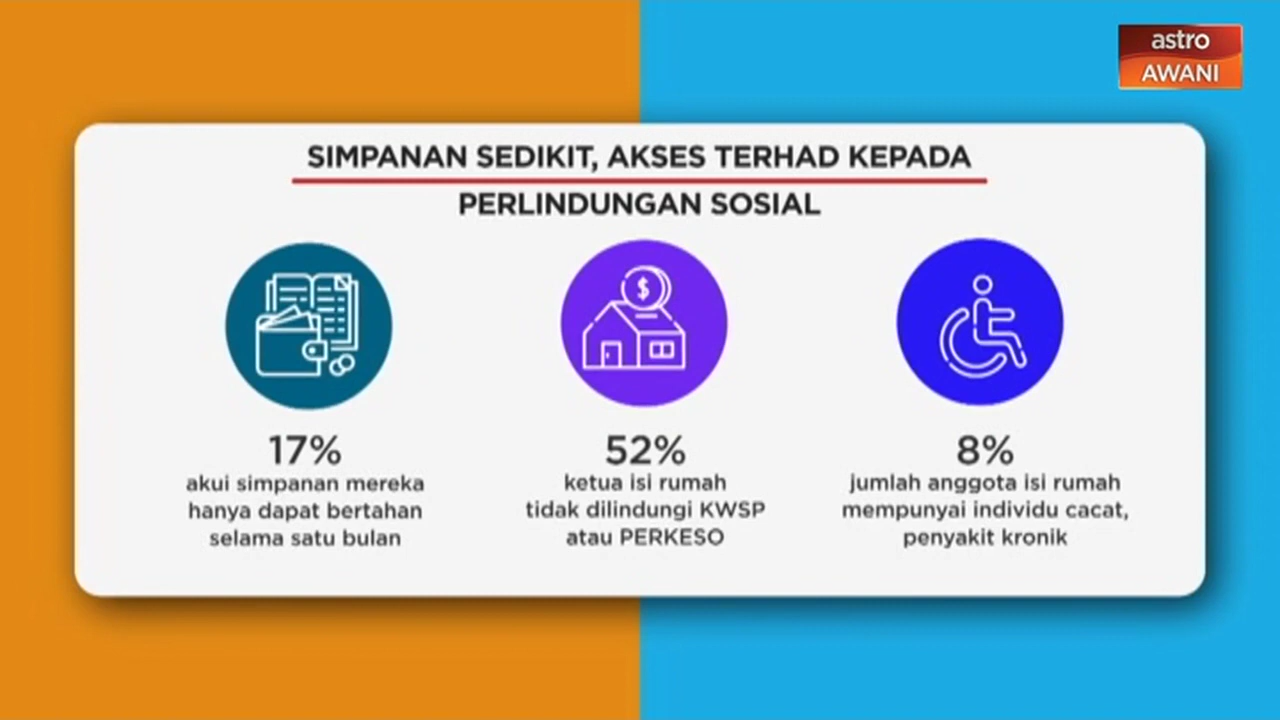 astro
AWANI
SIMPANAN SEDIKIT, AKSES TERHAD KEPADA
PERLINDUNGAN SOSIAL
$
17%
akui simpanan mereka
hanya dapat bertahan
selama satu bulan
52%
ketua isi rumah
tidak dilindungi KWSP
atau PERKESO
8%
jumlah anggota isi rumah
mempunyai individu cacat,
penyakit kronik